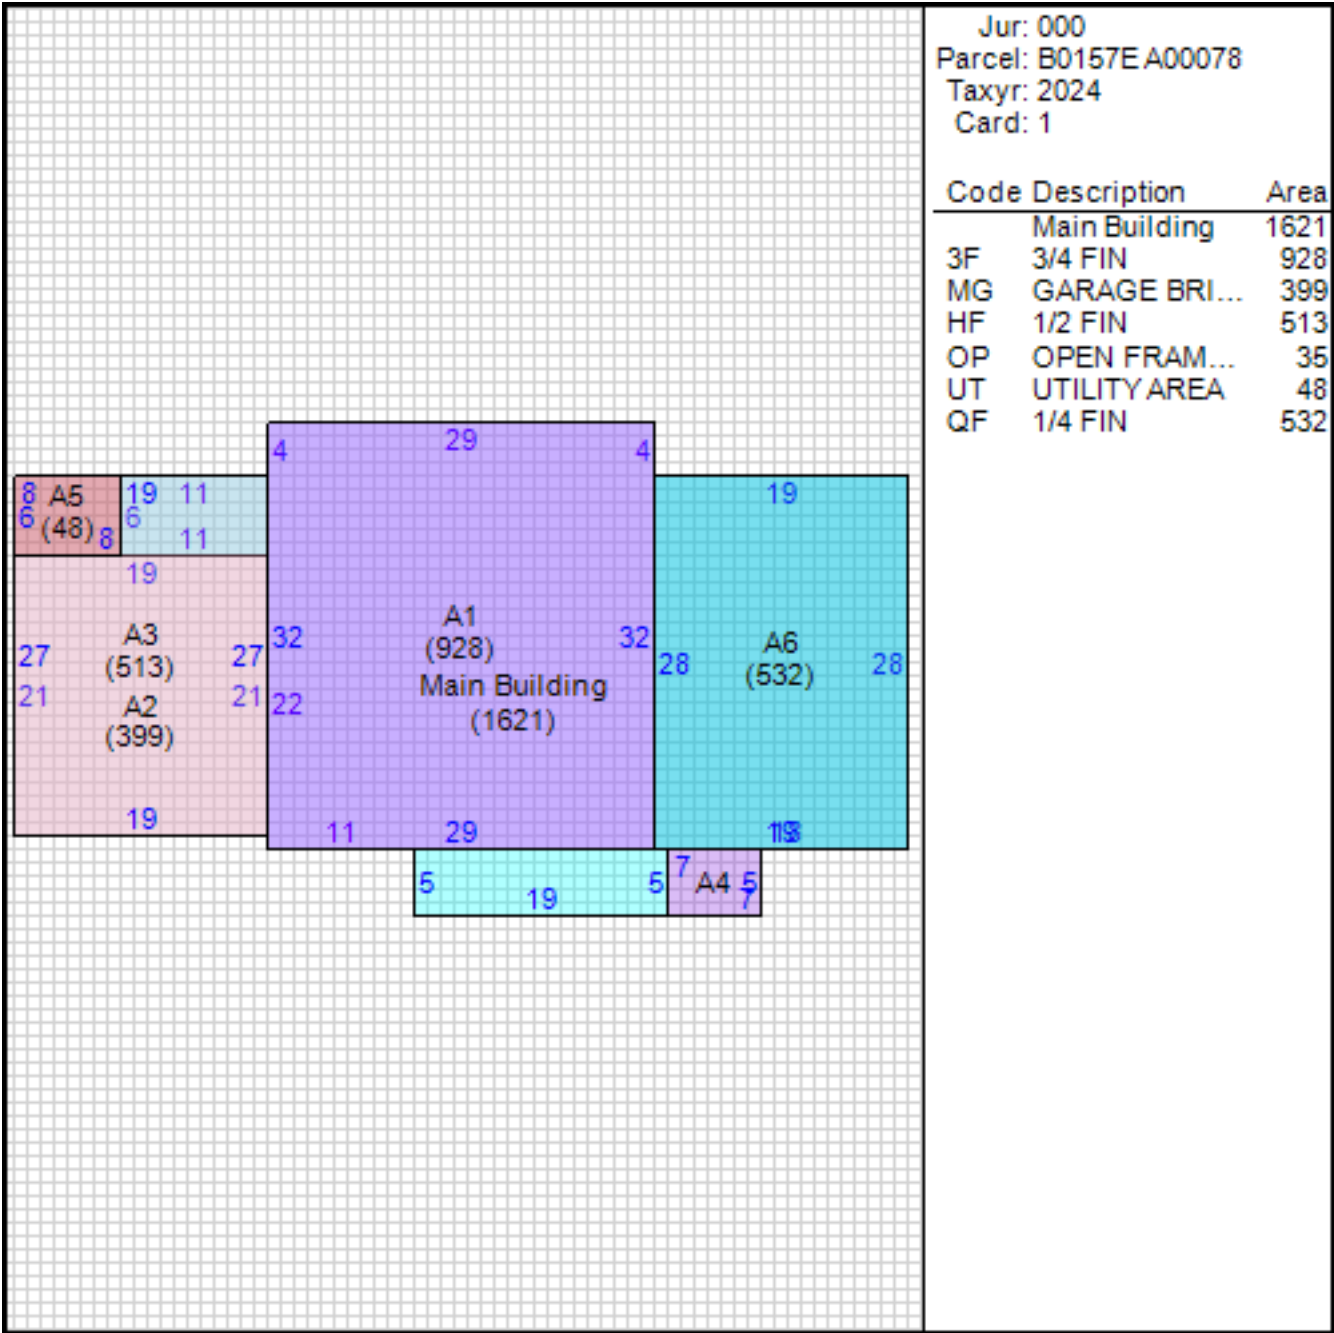 Jur: 000
Parcel: B0157E A00078
Taxyr: 2024
Card: 1
Code Description Area
Main Building 1621
3F 3/4 FIN 928
MG GARAGE BRI... 399
HF 1/2 FIN 513
OP OPEN FRAM... 35
UT UTILITY AREA 48
QF 1/4 FIN 532
4 29 4
8 A5 19 11 19
6 (48) 8 6 11
19
A3
(513)
27 27
21 21
A2
(399)
19
A1
(928)
32 32
Main Building
(1621)
22
11 29
A6
(532)
28 28
5 19 5
7 A4 5
7